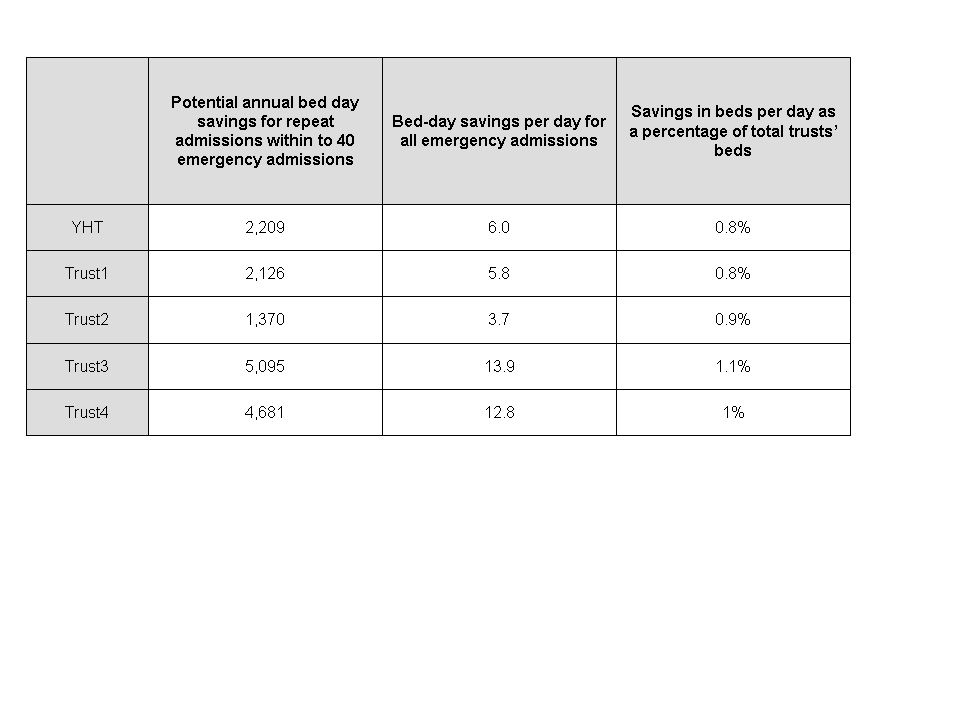 Potential annual bed day
savings for repeat
admissions within to 40
emergency admissions
Bed-day savings per day for
all emergency admissions
Savings in beds per day as
a percentage of total trusts’
beds
YHT 2,209 6.0 0.8%
Trust1 2,126 5.8 0.8%
Trust2 1,370 3.7 0.9%
Trust3 5,095 13.9 1.1%
Trust4 4,681 12.8 1%